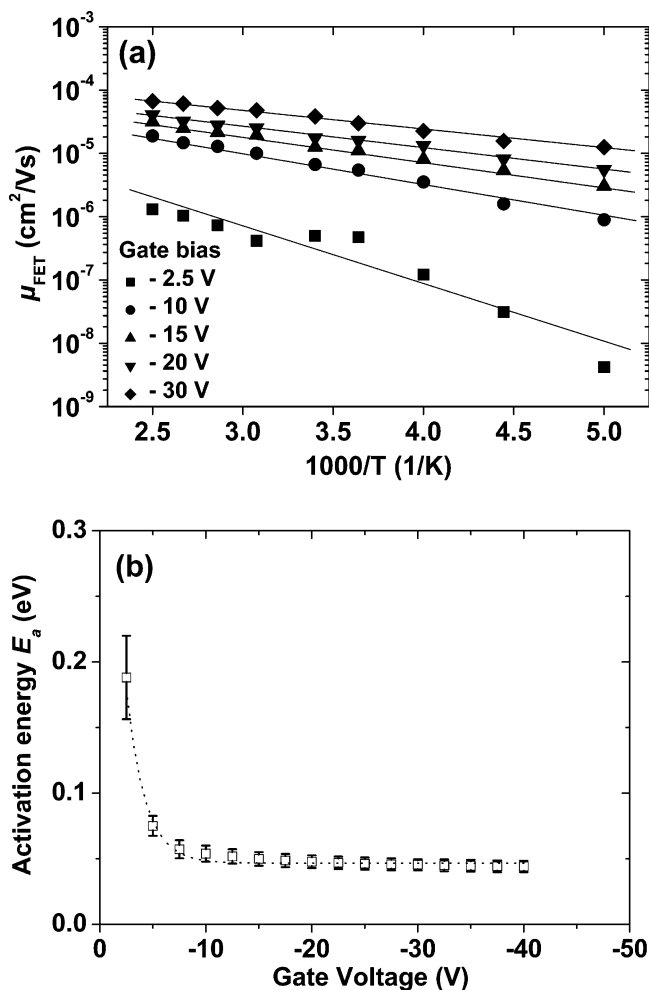 (a)
10⁻³
10⁻⁴
10⁻⁵
10⁻⁶
10⁻⁷
10⁻⁸
10⁻⁹
μFET (cm²/Vs)
Gate bias
- 2.5 V
- 10 V
- 15 V
- 20 V
- 30 V
2.5 3.0 3.5 4.0 4.5 5.0
1000/T (1/K)
(b)
0.3
0.2
0.1
0.0
Activation energy Eₐ (eV)
0 -10 -20 -30 -40 -50
Gate Voltage (V)